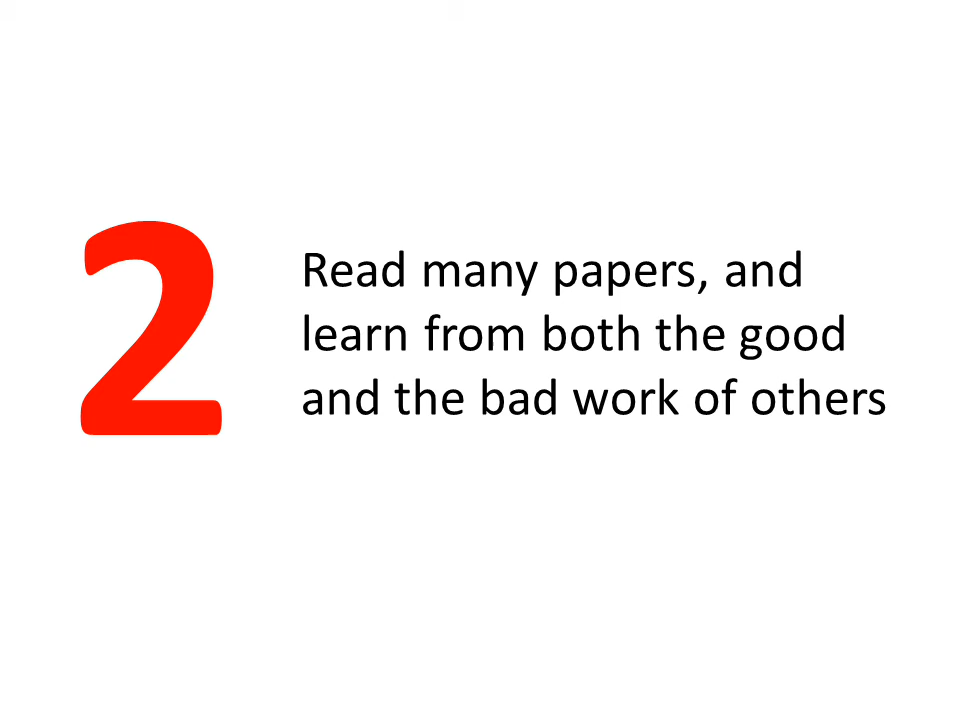 2
Read many papers, and
learn from both the good
and the bad work of others